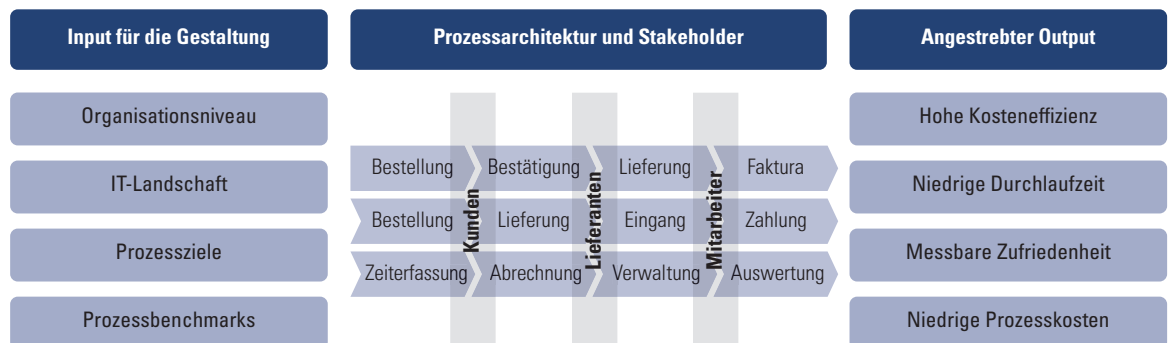 Input für die Gestaltung
Prozessarchitektur und Stakeholder
Angestrebter Output
Organisationsniveau
IT-Landschaft
Prozessziele
Prozessbenchmarks
Bestellung Bestätigung Lieferung Faktura
Bestellung Lieferung Eingang Zahlung
Zeiterfassung Abrechnung Verwaltung Auswertung
Kunden
Lieferanten
Mitarbeiter
Hohe Kosteneffizienz
Niedrige Durchlaufzeit
Messbare Zufriedenheit
Niedrige Prozesskosten